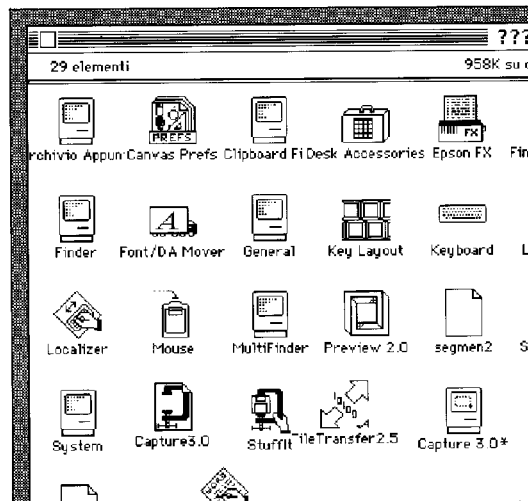 ???
29 elementi 958K su
rchivio Appun Canvas Prefs Clipboard Fi Desk Accessories Epson FX Fin
PREFS
FX
Finder Font/DA Mover General Key Layout Keyboard L
Localizer Mouse MultiFinder Preview 2.0 segmen2 S
System Capture3.0 StuffIt FileTransfer2.5 Capture 3.0*